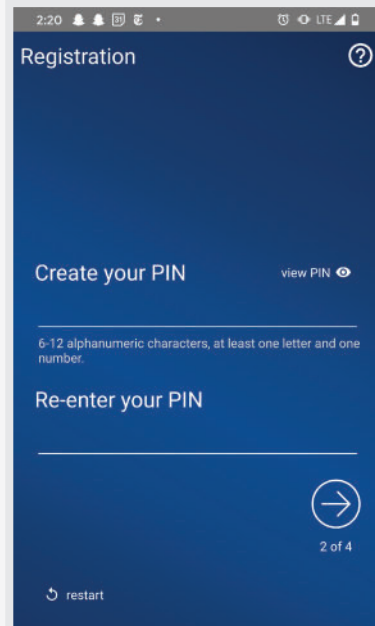 2:20 31 LTE
Registration ?
Create your PIN view PIN
6-12 alphanumeric characters, at least one letter and one
number.
Re-enter your PIN
2 of 4
restart